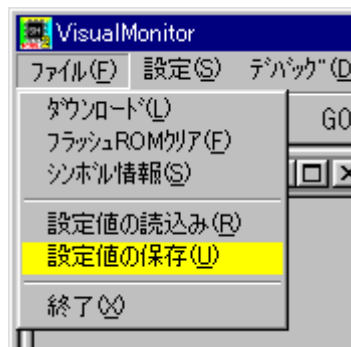 VisualMonitor
ファイル(F) 設定(S) デバッグ(D
ダウンロード(L)
GO
フラッシュROMクリア(F)
シンボル情報(S)
設定値の読込み(R)
設定値の保存(U)
終了(X)